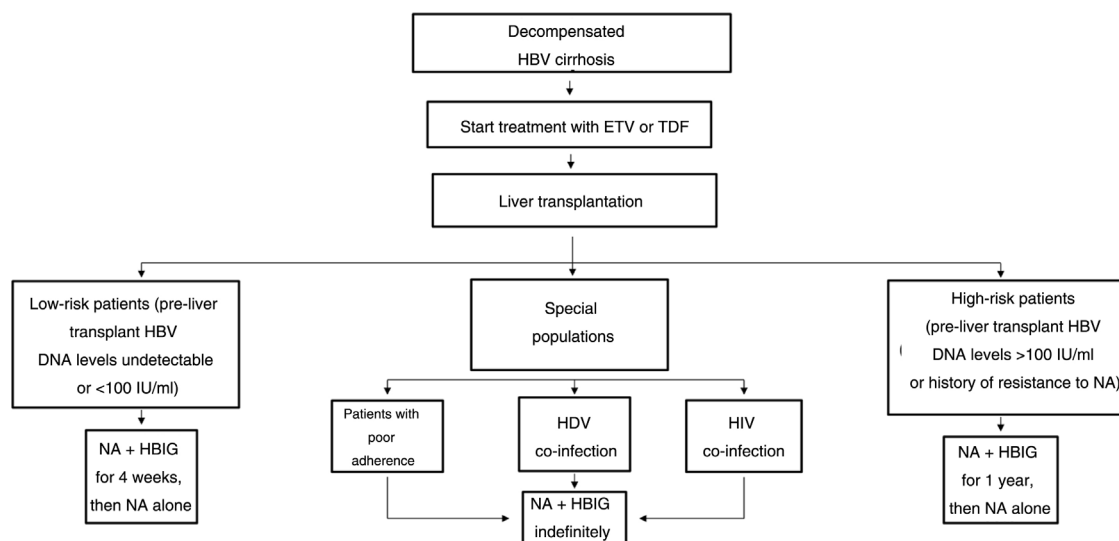 Decompensated
HBV cirrhosis
Start treatment with ETV or TDF
Liver transplantation
Low-risk patients (pre-liver
transplant HBV
DNA levels undetectable
or <100 IU/ml)
NA + HBIG
for 4 weeks,
then NA alone
Special
populations
Patients with
poor
adherence
HDV
co-infection
HIV
co-infection
NA + HBIG
indefinitely
High-risk patients
(pre-liver transplant HBV
DNA levels >100 IU/ml
or history of resistance to NA)
NA + HBIG
for 1 year,
then NA alone